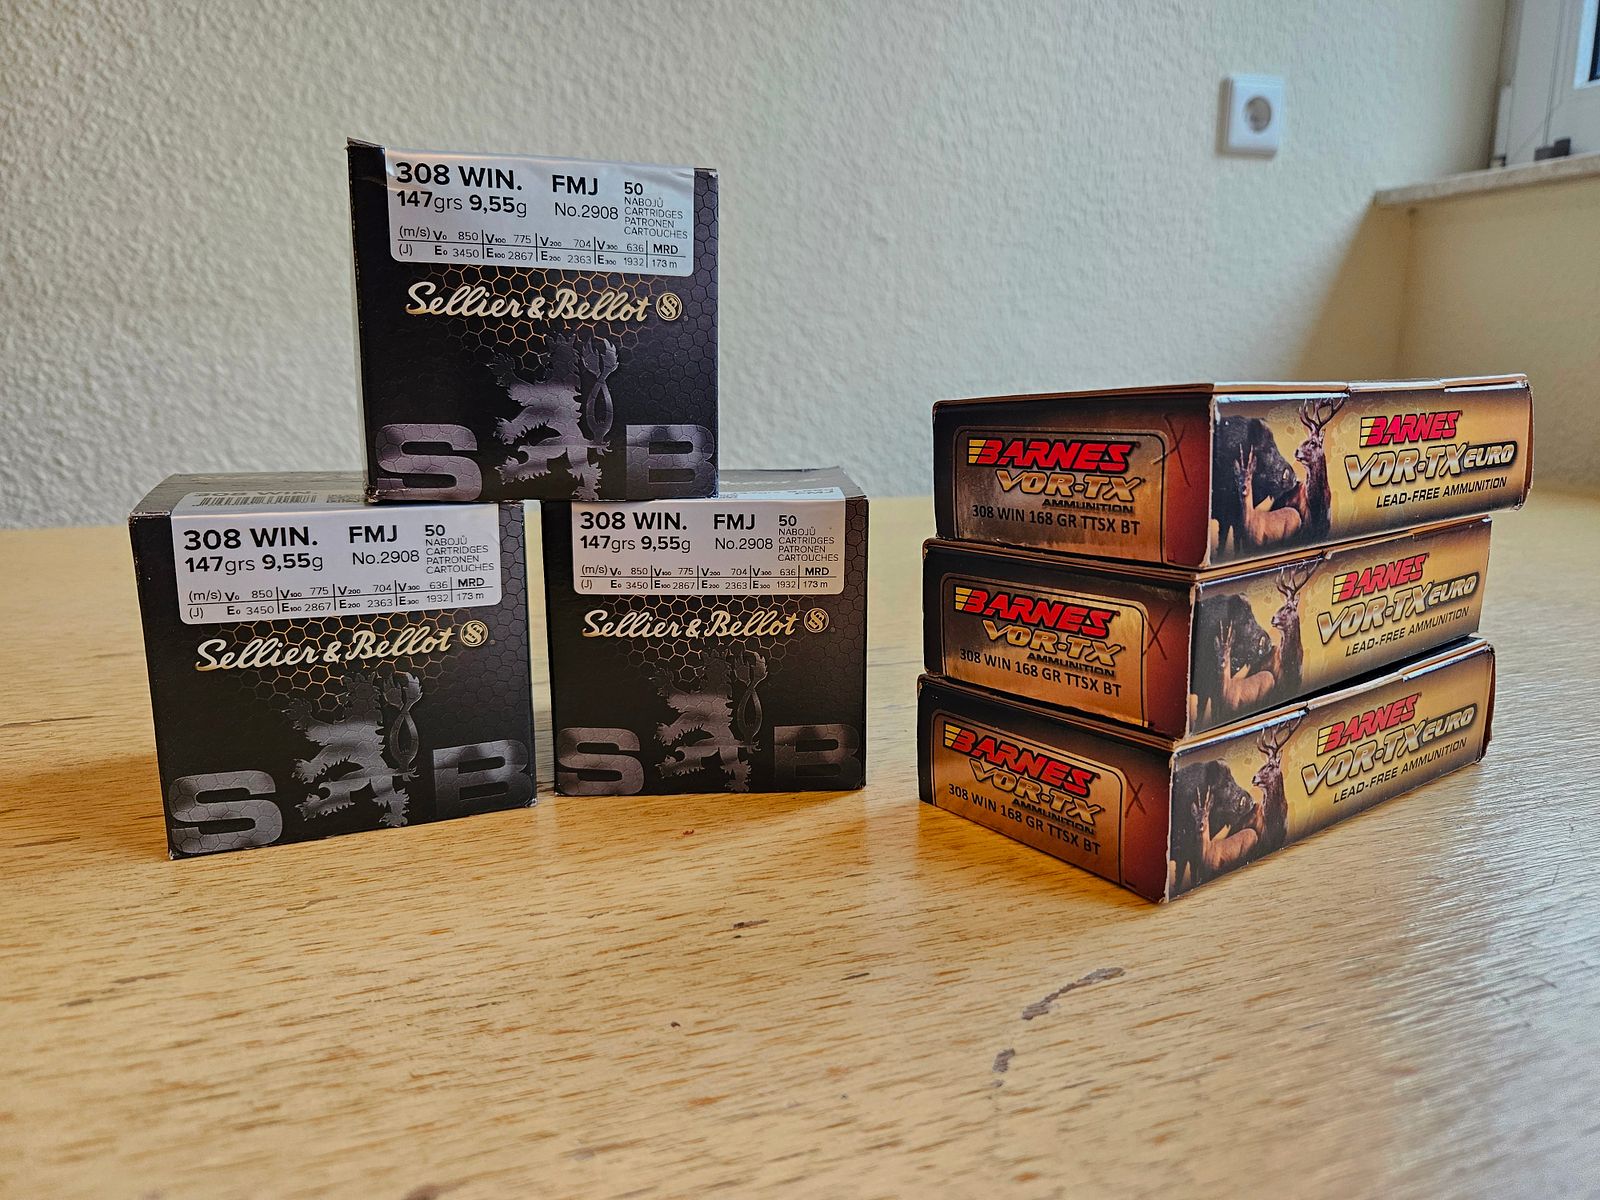 308 WIN. FMJ 50
147grs 9,55g No.2908 NABOJŮ
CARTRIDGES
PATRONEN
CARTOUCHES
(m/s) V₀ 850 V₁₀₀ 775 V₂₀₀ 704 V₃₀₀ 636 MRD
(J) E₀ 3450 E₁₀₀ 2867 E₂₀₀ 2363 E₃₀₀ 1932 173 m
Sellier & Bellot
S B
308 WIN. FMJ 50
147grs 9,55g No.2908 NABOJŮ
CARTRIDGES
PATRONEN
CARTOUCHES
(m/s) V₀ 850 V₁₀₀ 775 V₂₀₀ 704 V₃₀₀ 636 MRD
(J) E₀ 3450 E₁₀₀ 2867 E₂₀₀ 2363 E₃₀₀ 1932 173 m
Sellier & Bellot
S B
308 WIN. FMJ 50
147grs 9,55g No.2908 NABOJŮ
CARTRIDGES
PATRONEN
CARTOUCHES
(m/s) V₀ 850 V₁₀₀ 775 V₂₀₀ 704 V₃₀₀ 636 MRD
(J) E₀ 3450 E₁₀₀ 2867 E₂₀₀ 2363 E₃₀₀ 1932 173 m
Sellier & Bellot
S B
BARNES X
VOR-TX
AMMUNITION
308 WIN 168 GR TTSX BT
BARNES
VOR-TX EURO
LEAD-FREE AMMUNITION
BARNES X
VOR-TX
AMMUNITION
308 WIN 168 GR TTSX BT
BARNES
VOR-TX EURO
LEAD-FREE AMMUNITION
BARNES X
VOR-TX
AMMUNITION
308 WIN 168 GR TTSX BT
BARNES
VOR-TX EURO
LEAD-FREE AMMUNITION